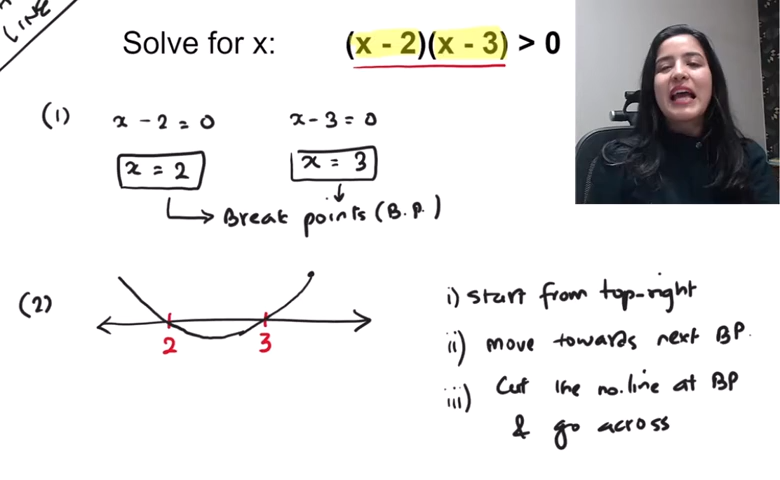 LINE
Solve for x: (x - 2)(x - 3) > 0
(1) x - 2 = 0 x - 3 = 0
x = 2 x = 3
Break points (B.P.)
(2)
2 3
i) start from top-right
ii) move towards next BP.
iii) Cut the no.line at BP
& go across